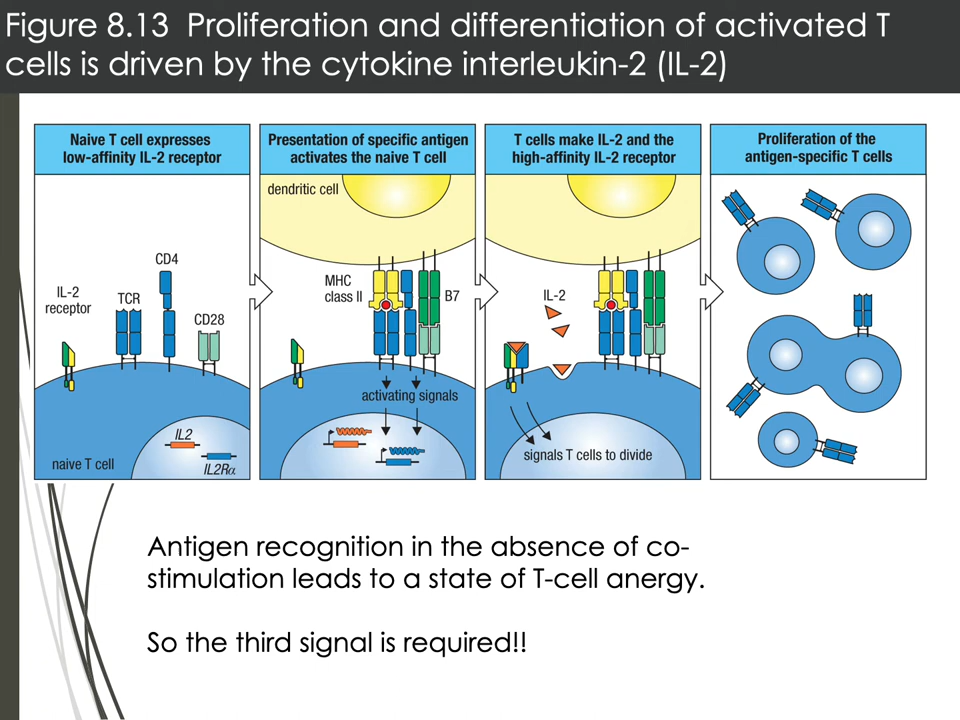 Figure 8.13  Proliferation and differentiation of activated T
cells is driven by the cytokine interleukin-2 (IL-2)
Naive T cell expresses
low-affinity IL-2 receptor
IL-2
receptor
TCR
CD4
CD28
IL2
IL2Rα
naive T cell
Presentation of specific antigen
activates the naive T cell
dendritic cell
MHC
class II
B7
activating signals
T cells make IL-2 and the
high-affinity IL-2 receptor
IL-2
signals T cells to divide
Proliferation of the
antigen-specific T cells
Antigen recognition in the absence of co-
stimulation leads to a state of T-cell anergy.
So the third signal is required!!